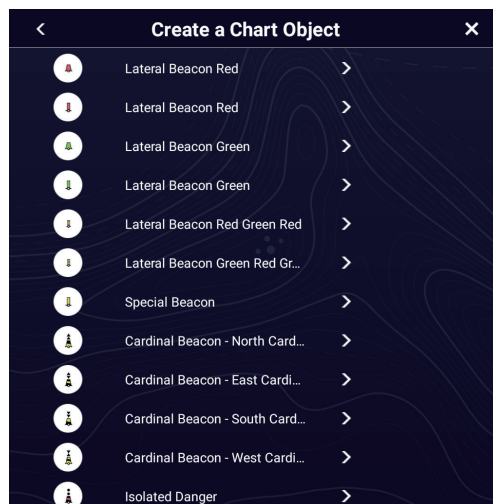 Create a Chart Object
Lateral Beacon Red
Lateral Beacon Red
Lateral Beacon Green
Lateral Beacon Green
Lateral Beacon Red Green Red
Lateral Beacon Green Red Gr...
Special Beacon
Cardinal Beacon - North Card...
Cardinal Beacon - East Cardi...
Cardinal Beacon - South Card...
Cardinal Beacon - West Cardi...
Isolated Danger